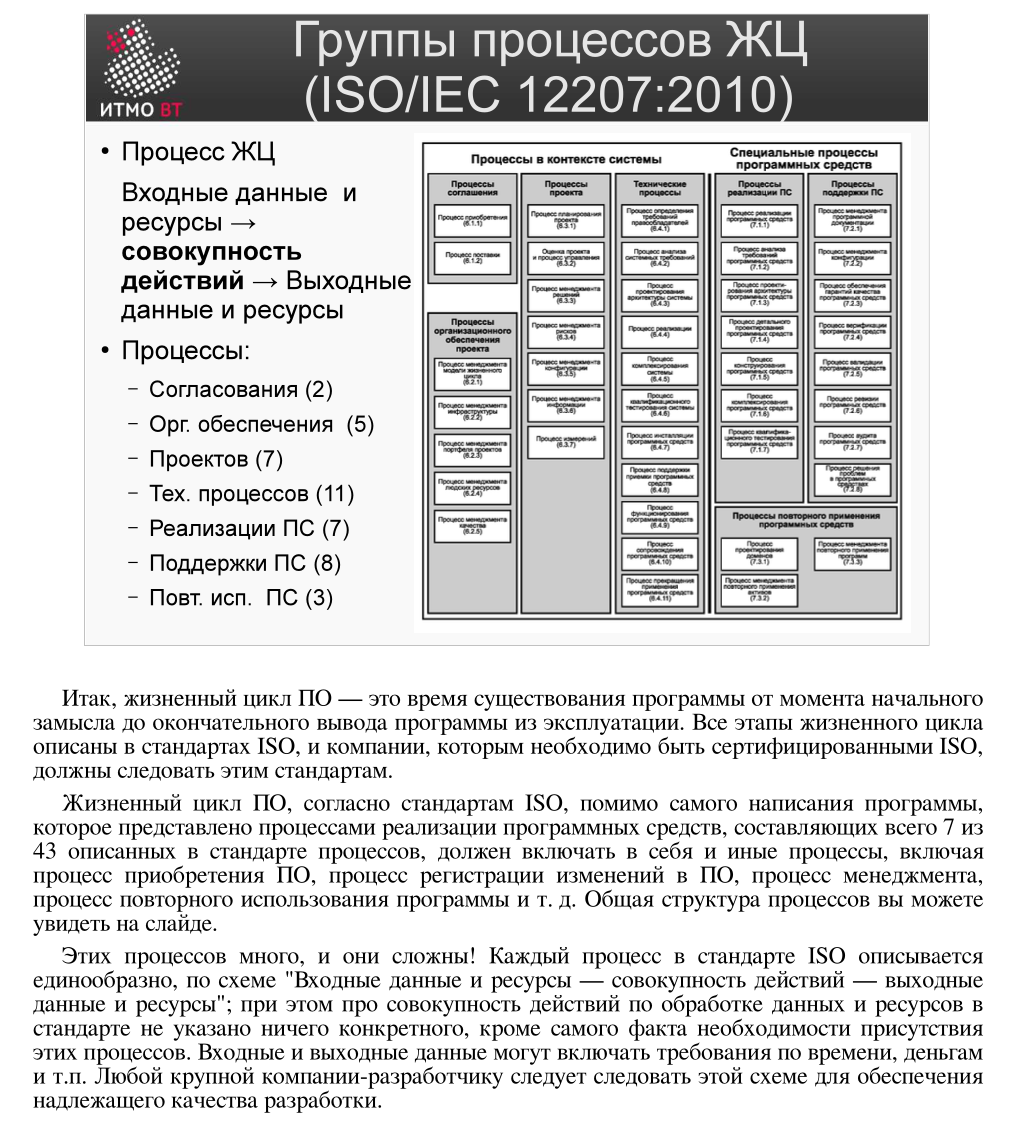 Группы процессов ЖЦ
(ISO/IEC 12207:2010)
ИТМО ВТ
• Процесс ЖЦ
Входные данные и
ресурсы →
совокупность
действий → Выходные
данные и ресурсы
• Процессы:
– Согласования (2)
– Орг. обеспечения (5)
– Проектов (7)
– Тех. процессов (11)
– Реализации ПС (7)
– Поддержки ПС (8)
– Повт. исп. ПС (3)
Процессы в контексте системы
Специальные процессы
программных средств
Процессы
соглашения
Процесс приобретения
(6.1.1)
Процесс поставки
(6.1.2)
Процессы
организационного
обеспечения
проекта
Процесс менеджмента
модели жизненного
цикла
(6.2.1)
Процесс менеджмента
инфраструктуры
(6.2.2)
Процесс менеджмента
портфеля проектов
(6.2.3)
Процесс менеджмента
людских ресурсов
(6.2.4)
Процесс менеджмента
качества
(6.2.5)
Процессы
проекта
Процесс планирования
проекта
(6.3.1)
Оценка проекта
и процесс управления
(6.3.2)
Процесс менеджмента
решений
(6.3.3)
Процесс менеджмента
рисков
(6.3.4)
Процесс менеджмента
конфигурации
(6.3.5)
Процесс менеджмента
информации
(6.3.6)
Процесс измерений
(6.3.7)
Технические
процессы
Процесс определения
требований
правообладателей
(6.4.1)
Процесс анализа
системных требований
(6.4.2)
Процесс
проектирования
архитектуры системы
(6.4.3)
Процесс реализации
(6.4.4)
Процесс
комплексирования
системы
(6.4.5)
Процесс
квалификационного
тестирования системы
(6.4.6)
Процесс инсталляции
программных средств
(6.4.7)
Процесс поддержки
приемки программных
средств
(6.4.8)
Процесс
функционирования
программных средств
(6.4.9)
Процесс
сопровождения
программных средств
(6.4.10)
Процесс прекращения
применения
программных средств
(6.4.11)
Процессы
реализации ПС
Процесс реализации
программных средств
(7.1.1)
Процесс анализа
требований
программных средств
(7.1.2)
Процесс проекти-
рования архитектуры
программных средств
(7.1.3)
Процесс детального
проектирования
программных средств
(7.1.4)
Процесс
конструирования
программных средств
(7.1.5)
Процесс
комплексирования
программных средств
(7.1.6)
Процесс квалифика-
ционного тестирования
программных средств
(7.1.7)
Процессы
поддержки ПС
Процесс менеджмента
программной
документации
(7.2.1)
Процесс менеджмента
конфигурации
(7.2.2)
Процесс обеспечения
гарантий качества
программных средств
(7.2.3)
Процесс верификации
программных средств
(7.2.4)
Процесс валидации
программных средств
(7.2.5)
Процесс ревизии
программных средств
(7.2.6)
Процесс аудита
программных средств
(7.2.7)
Процесс решения
проблем
в программных
средствах
(7.2.8)
Процессы повторного применения
программных средств
Процесс
проектирования
доменов
(7.3.1)
Процесс менеджмента
повторного применения
активов
(7.3.2)
Процесс менеджмента
повторного применения
программ
(7.3.3)
Итак, жизненный цикл ПО — это время существования программы от момента начального
замысла до окончательного вывода программы из эксплуатации. Все этапы жизненного цикла
описаны в стандартах ISO, и компании, которым необходимо быть сертифицированными ISO,
должны следовать этим стандартам.
Жизненный цикл ПО, согласно стандартам ISO, помимо самого написания программы,
которое представлено процессами реализации программных средств, составляющих всего 7 из
43 описанных в стандарте процессов, должен включать в себя и иные процессы, включая
процесс приобретения ПО, процесс регистрации изменений в ПО, процесс менеджмента,
процесс повторного использования программы и т. д. Общая структура процессов вы можете
увидеть на слайде.
Этих процессов много, и они сложны! Каждый процесс в стандарте ISO описывается
единообразно, по схеме "Входные данные и ресурсы — совокупность действий — выходные
данные и ресурсы"; при этом про совокупность действий по обработке данных и ресурсов в
стандарте не указано ничего конкретного, кроме самого факта необходимости присутствия
этих процессов. Входные и выходные данные могут включать требования по времени, деньгам
и т.п. Любой крупной компании-разработчику следует следовать этой схеме для обеспечения
надлежащего качества разработки.